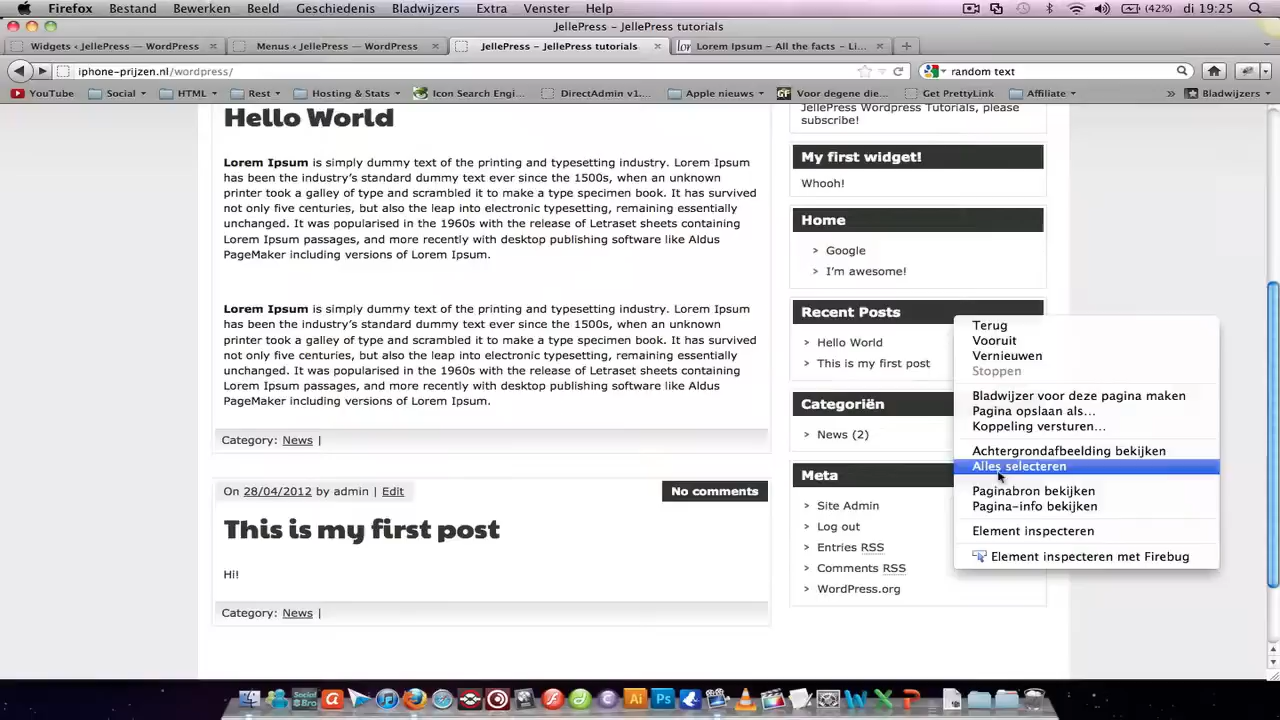 Firefox Bestand Bewerken Beeld Geschiedenis Bladwijzers Extra Venster Help (42%) di 19:25
JellePress – JellePress tutorials
Widgets ‹ JellePress — WordPress
Menus ‹ JellePress — WordPress
JellePress – JellePress tutorials
Lorem Ipsum – All the facts – Li...
iphone-prijzen.nl/wordpress/
random text
YouTube Social HTML Rest Hosting & Stats Icon Search Engi... DirectAdmin v1.... Get PrettyLink Apple nieuws Voor degene die... Affiliate » Bladwijzers
Hello World
Lorem Ipsum is simply dummy text of the printing and typesetting industry. Lorem Ipsum
has been the industry's standard dummy text ever since the 1500s, when an unknown
printer took a galley of type and scrambled it to make a type specimen book. It has survived
not only five centuries, but also the leap into electronic typesetting, remaining essentially
unchanged. It was popularised in the 1960s with the release of Letraset sheets containing
Lorem Ipsum passages, and more recently with desktop publishing software like Aldus
PageMaker including versions of Lorem Ipsum.
Lorem Ipsum is simply dummy text of the printing and typesetting industry. Lorem Ipsum
has been the industry's standard dummy text ever since the 1500s, when an unknown
printer took a galley of type and scrambled it to make a type specimen book. It has survived
not only five centuries, but also the leap into electronic typesetting, remaining essentially
unchanged. It was popularised in the 1960s with the release of Letraset sheets containing
Lorem Ipsum passages, and more recently with desktop publishing software like Aldus
PageMaker including versions of Lorem Ipsum.
Category: News |
On 28/04/2012 by admin | Edit
No comments
This is my first post
Hi!
Category: News |
JellePress Wordpress Tutorials, please
subscribe!
My first widget!
Whooh!
Home
> Google
> I'm awesome!
Recent Posts
> Hello World
> This is my first post
Categoriën
> News (2)
Meta
> Site Admin
> Log out
> Entries RSS
> Comments RSS
> WordPress.org
Terug
Vooruit
Vernieuwen
Stoppen
Bladwijzer voor deze pagina maken
Pagina opslaan als...
Koppeling versturen...
Achtergrondafbeelding bekijken
Alles selecteren
Paginabron bekijken
Pagina-info bekijken
Element inspecteren
Element inspecteren met Firebug
Social
Bro
Ai
Ps